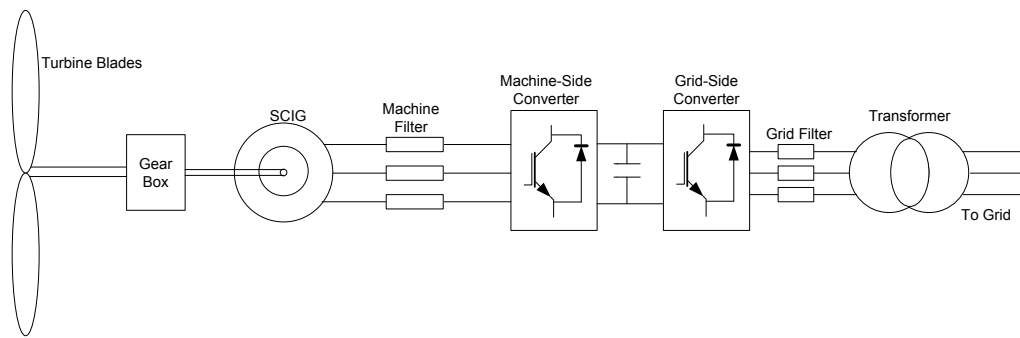 Turbine Blades
Gear
Box
SCIG
Machine
Filter
Machine-Side
Converter
Grid-Side
Converter
Grid Filter
Transformer
To Grid